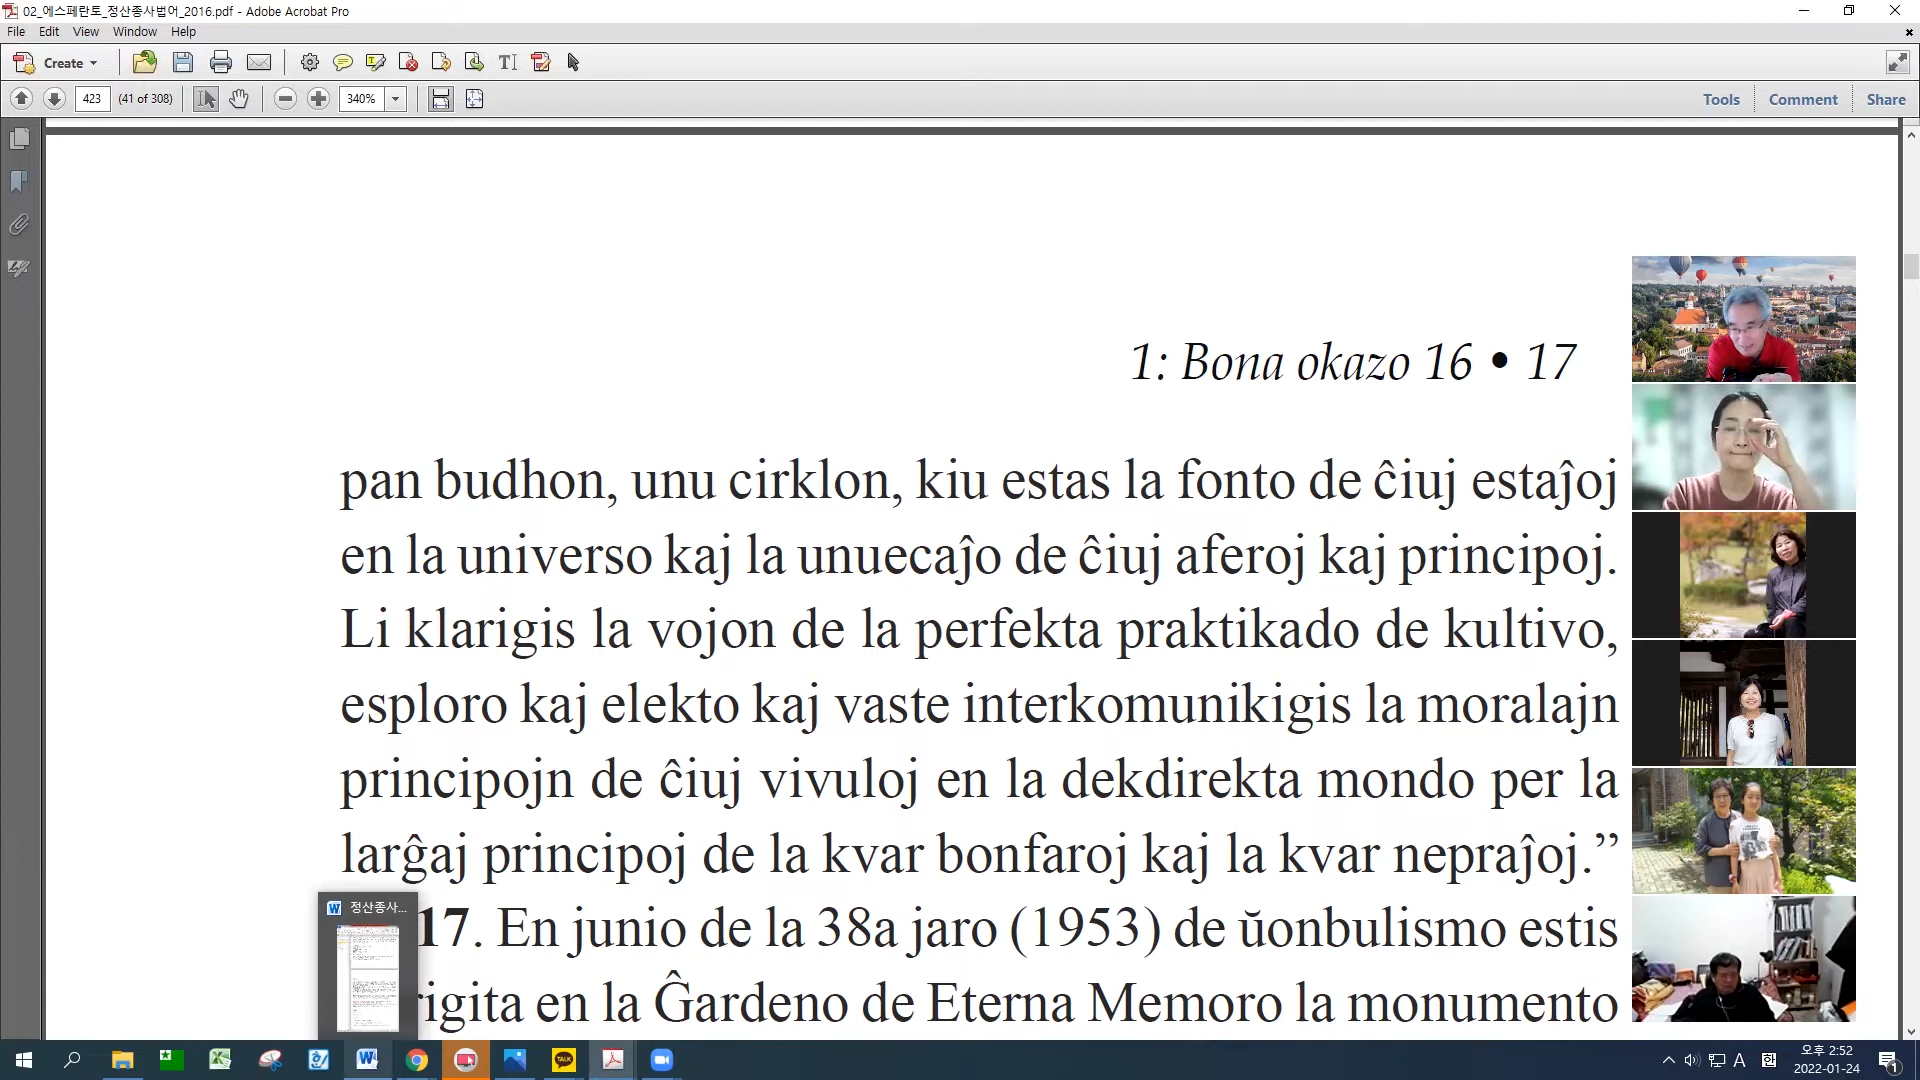 02_에스페란토_정산종사법어_2016.pdf - Adobe Acrobat Pro
File Edit View Window Help
Create
423 (41 of 308) 340% Tools Comment Share
1: Bona okazo 16 • 17
pan budhon, unu cirklon, kiu estas la fonto de ĉiuj estaĵoj
en la universo kaj la unuecaĵo de ĉiuj aferoj kaj principoj.
Li klarigis la vojon de la perfekta praktikado de kultivo,
esploro kaj elekto kaj vaste interkomunikigis la moralajn
principojn de ĉiuj vivuloj en la dekdirekta mondo per la
larĝaj principoj de la kvar bonfaroj kaj la kvar nepraĵoj.”
정산종사...
17. En junio de la 38a jaro (1953) de ŭonbulismo estis
rigita en la Ĝardeno de Eterna Memoro la monumento
TALK
A 한 오후 2:52
2022-01-24
1